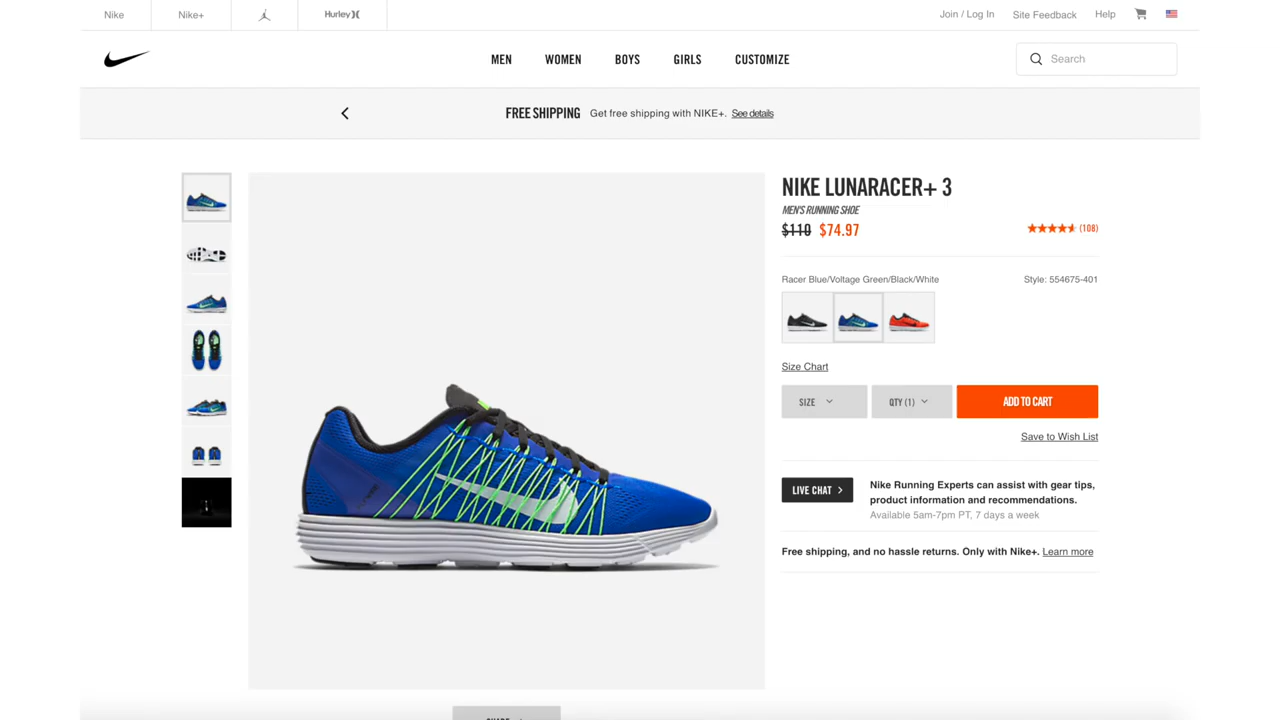 Nike
Nike+
Hurley
Join / Log In
Site Feedback
Help
MEN
WOMEN
BOYS
GIRLS
CUSTOMIZE
Search
FREE SHIPPING Get free shipping with NIKE+. See details
NIKE LUNARACER+ 3
MEN'S RUNNING SHOE
$110 $74.97
(108)
Racer Blue/Voltage Green/Black/White
Style: 554675-401
Size Chart
SIZE
QTY (1)
ADD TO CART
Save to Wish List
LIVE CHAT
Nike Running Experts can assist with gear tips,
product information and recommendations.
Available 5am-7pm PT, 7 days a week
Free shipping, and no hassle returns. Only with Nike+. Learn more